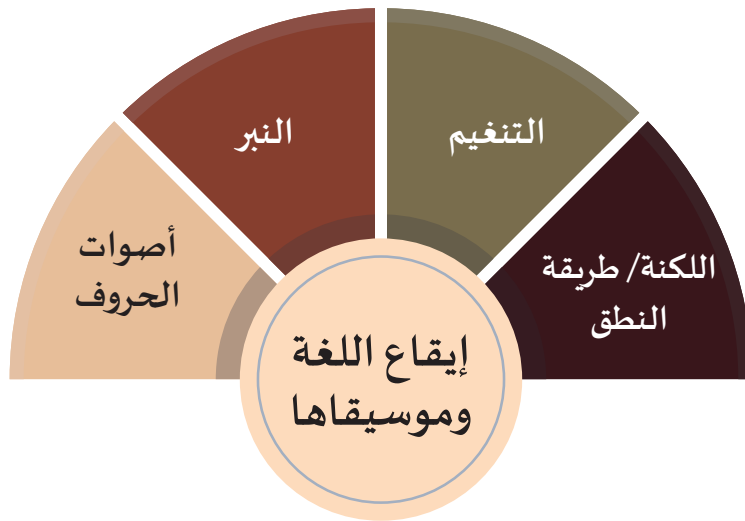 اللكنة/ طريقة
النطق
التنغيم
النبر
أصوات
الحروف
إيقاع اللغة
وموسيقاها